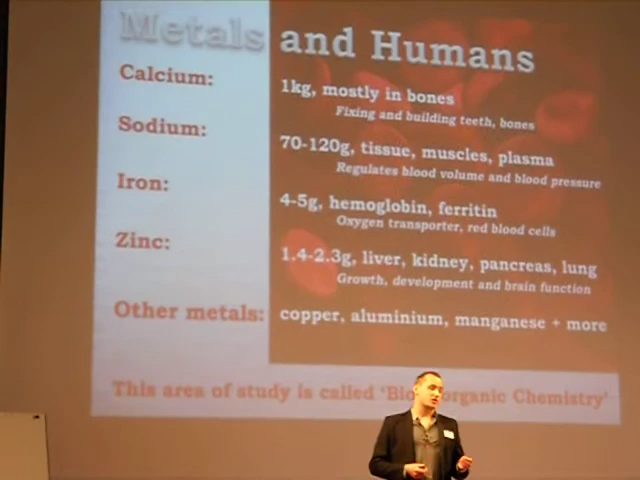 Metals and Humans
Calcium:
1kg, mostly in bones
Fixing and building teeth, bones
Sodium:
70-120g, tissue, muscles, plasma
Regulates blood volume and blood pressure
Iron:
4-5g, hemoglobin, ferritin
Oxygen transporter, red blood cells
Zinc:
1.4-2.3g, liver, kidney, pancreas, lung
Growth, development and brain function
Other metals:
copper, aluminium, manganese + more
This area of study is called Chemistry'